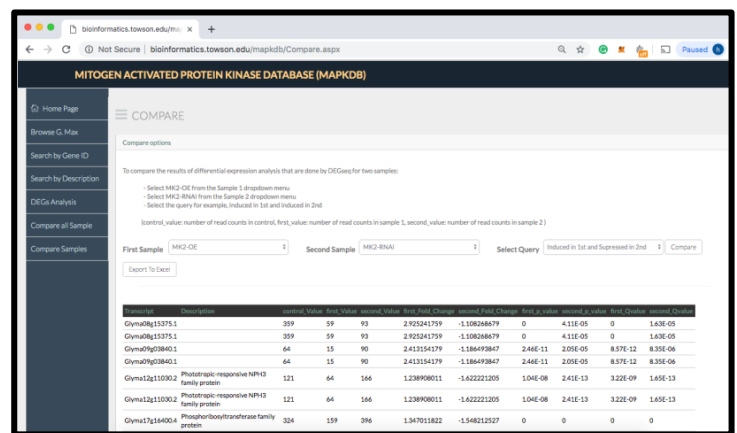 bioinformatics.towson.edu/ma
Not Secure | bioinformatics.towson.edu/mapkdb/Compare.aspx
Paused
MITOGEN ACTIVATED PROTEIN KINASE DATABASE (MAPKDB)
Home Page
Browse G. Max
Search by Gene ID
Search by Description
DEGs Analysis
Compare all Sample
Compare Samples
COMPARE
Compare options
To compare the results of differential expression analysis that are done by DEGseq for two samples:
- Select MK2-OE from the Sample 1 dropdown menu
- Select MK2-RNAi from the Sample 2 dropdown menu
- Select the query for example, Induced in 1st and induced in 2nd
(control_value: number of read counts in control, first_value: number of read counts in sample 1, second_value: number of read counts in sample 2 )
First Sample MK2-OE Second Sample MK2-RNAi Select Query Induced in 1st and Supressed in 2nd Compare
Export To Excel
Transcript Description control_Value first_Value second_Value first_Fold_Change second_Fold_Change first_p_value second_p_value first_Qvalue second_Qvalue
Glyma08g15375.1 359 59 93 2.925241759 -1.108268679 0 4.11E-05 0 1.63E-05
Glyma08g15375.1 359 59 93 2.925241759 -1.108268679 0 4.11E-05 0 1.63E-05
Glyma09g03840.1 64 15 90 2.413154179 -1.186493847 2.46E-11 2.05E-05 8.57E-12 8.35E-06
Glyma09g03840.1 64 15 90 2.413154179 -1.186493847 2.46E-11 2.05E-05 8.57E-12 8.35E-06
Glyma12g11030.2 Phototropic-responsive NPH3 family protein 121 64 166 1.238908011 -1.622221205 1.04E-08 2.41E-13 3.22E-09 1.65E-13
Glyma12g11030.2 Phototropic-responsive NPH3 family protein 121 64 166 1.238908011 -1.622221205 1.04E-08 2.41E-13 3.22E-09 1.65E-13
Glyma17g16400.4 Phosphoribosyltransferase family protein 324 159 396 1.347011822 -1.548212527 0 0 0 0